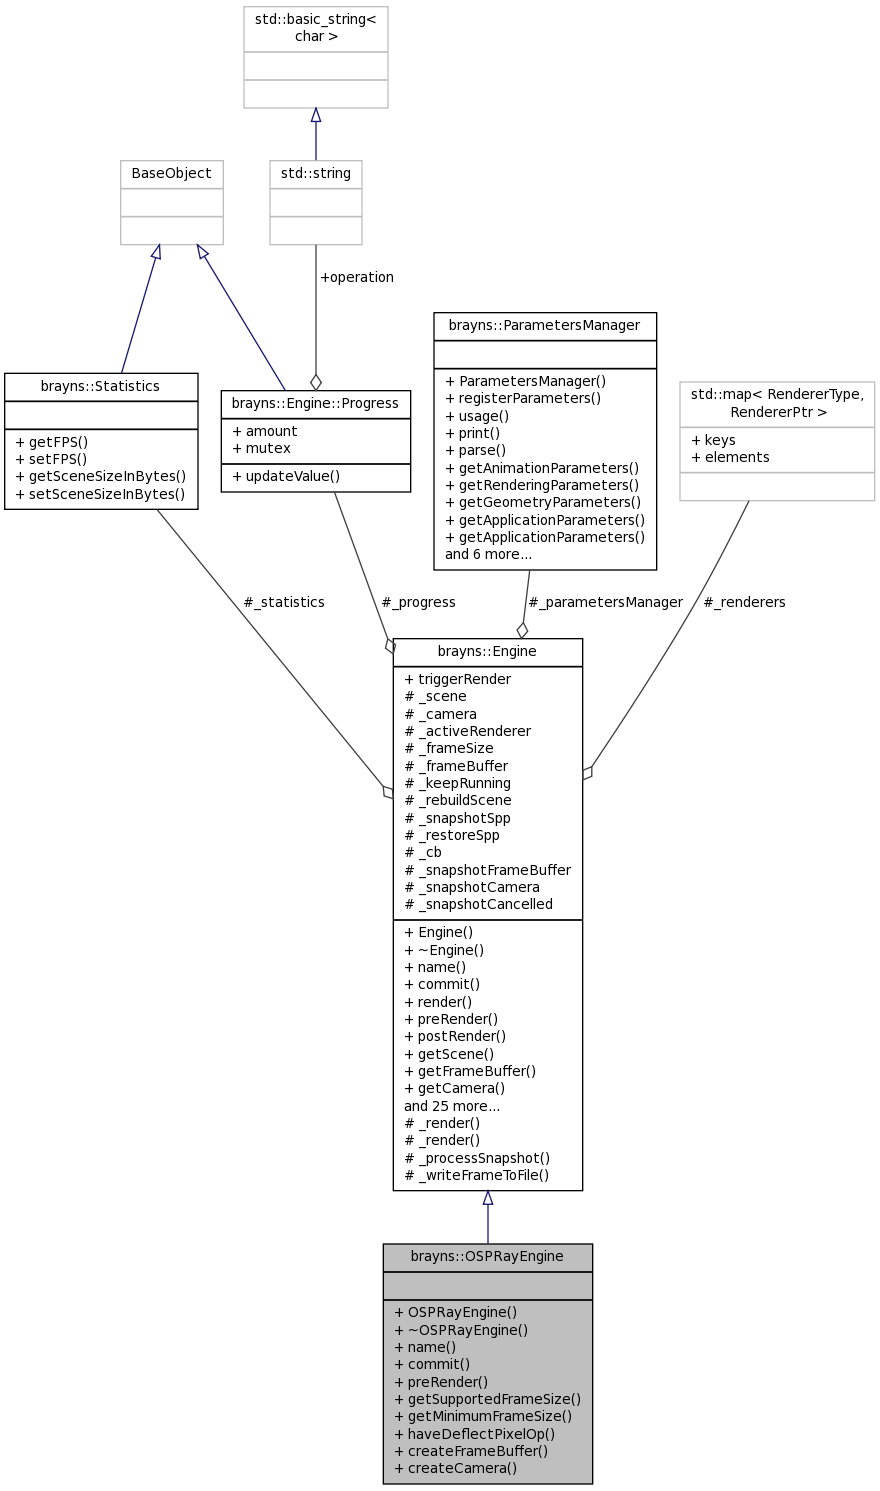 std::basic_string<
char >
BaseObject
std::string
+operation
brayns::Statistics
+ getFPS()
+ setFPS()
+ getSceneSizeInBytes()
+ setSceneSizeInBytes()
brayns::Engine::Progress
+ amount
+ mutex
+ updateValue()
brayns::ParametersManager
+ ParametersManager()
+ registerParameters()
+ usage()
+ print()
+ parse()
+ getAnimationParameters()
+ getRenderingParameters()
+ getGeometryParameters()
+ getApplicationParameters()
+ getApplicationParameters()
and 6 more...
std::map< RendererType,
RendererPtr >
+ keys
+ elements
#_statistics
#_progress
#_parametersManager
#_renderers
brayns::Engine
+ triggerRender
# _scene
# _camera
# _activeRenderer
# _frameSize
# _frameBuffer
# _keepRunning
# _rebuildScene
# _snapshotSpp
# _restoreSpp
# _cb
# _snapshotFrameBuffer
# _snapshotCamera
# _snapshotCancelled
+ Engine()
+ ~Engine()
+ name()
+ commit()
+ render()
+ preRender()
+ postRender()
+ getScene()
+ getFrameBuffer()
+ getCamera()
and 25 more...
# _render()
# _render()
# _processSnapshot()
# _writeFrameToFile()
brayns::OSPRayEngine
+ OSPRayEngine()
+ ~OSPRayEngine()
+ name()
+ commit()
+ preRender()
+ getSupportedFrameSize()
+ getMinimumFrameSize()
+ haveDeflectPixelOp()
+ createFrameBuffer()
+ createCamera()